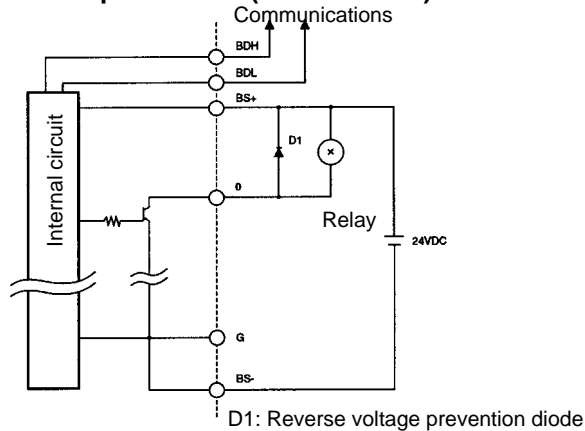 Communications
BDH
BDL
BS+
D1
0
Internal circuit
Relay
24VDC
G
BS-
D1: Reverse voltage prevention diode